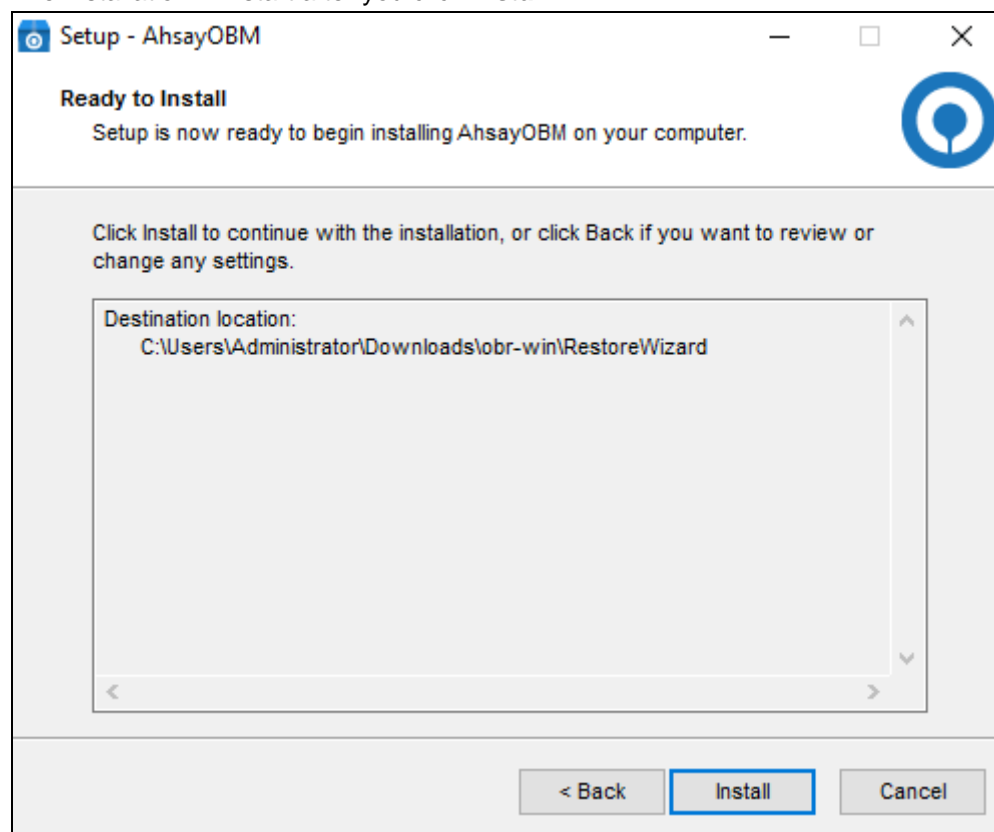 Setup - AhsayOBM
Ready to Install
Setup is now ready to begin installing AhsayOBM on your computer.
Click Install to continue with the installation, or click Back if you want to review or
change any settings.
Destination location:
C:\Users\Administrator\Downloads\obr-win\RestoreWizard
< Back
Install
Cancel